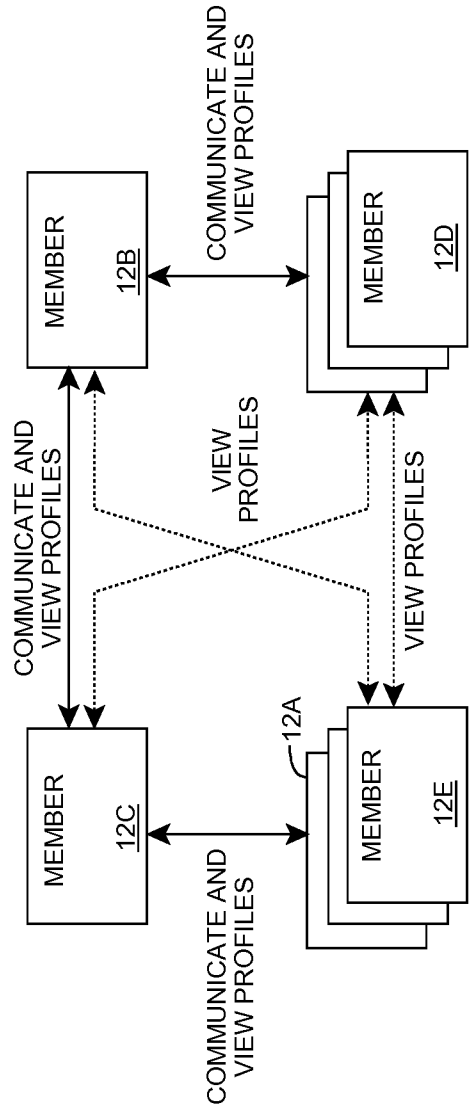 COMMUNICATE AND
VIEW PROFILES
MEMBER
12C
MEMBER
12B
COMMUNICATE AND
VIEW PROFILES
VIEW
PROFILES
COMMUNICATE AND
VIEW PROFILES
12A
MEMBER
12E
VIEW PROFILES
MEMBER
12D